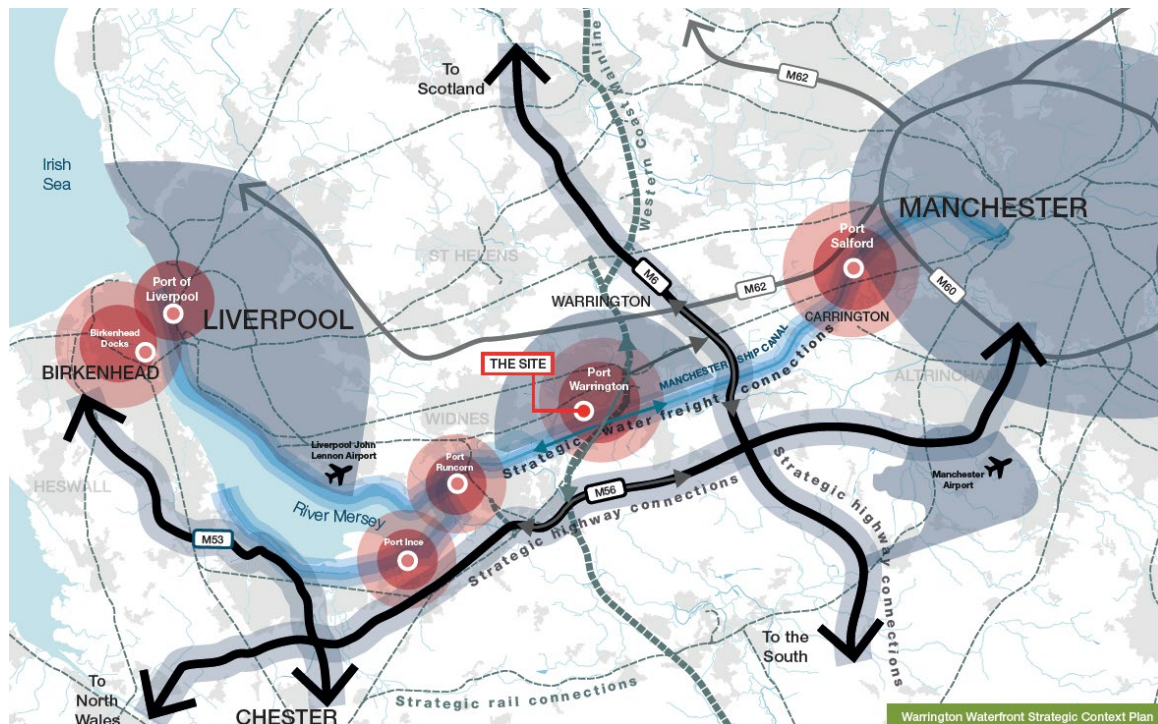 To
Scotland
M62
Western Coast Mainline
Irish
Sea
MANCHESTER
Port
Salford
ST HELENS
M6
Port of
Liverpool
LIVERPOOL
WARRINGTON
M62
M60
CARRINGTON
Birkenhead
Docks
BIRKENHEAD
THE SITE
Port
Warrington
MANCHESTER SHIP CANAL
Strategic water freight connections
ALTRINCHAM
WIDNES
Liverpool John
Lennon Airport
Port
Runcorn
Manchester
Airport
HESWALL
River Mersey
M56
Strategic highway connections
Strategic highway connections
M53
Port Ince
To the
South
To
North
Wales
CHESTER
Strategic rail connections
Warrington Waterfront Strategic Context Plan